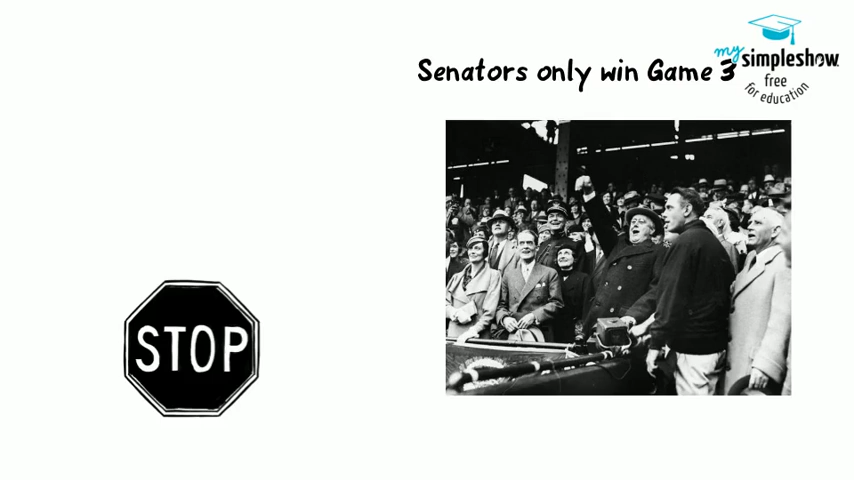 Senators only win Game 3
my
simpleshow
free
for education
STOP